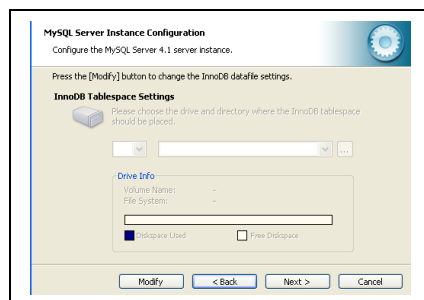 MySQL Server Instance Configuration
Configure the MySQL Server 4.1 server instance.
Press the [Modify] button to change the InnoDB datafile settings.
InnoDB Tablespace Settings
Please choose the drive and directory where the InnoDB tablespace
should be placed.
...
Drive Info
Volume Name: -
File System: -
Diskspace Used Free Diskspace
Modify < Back Next > Cancel